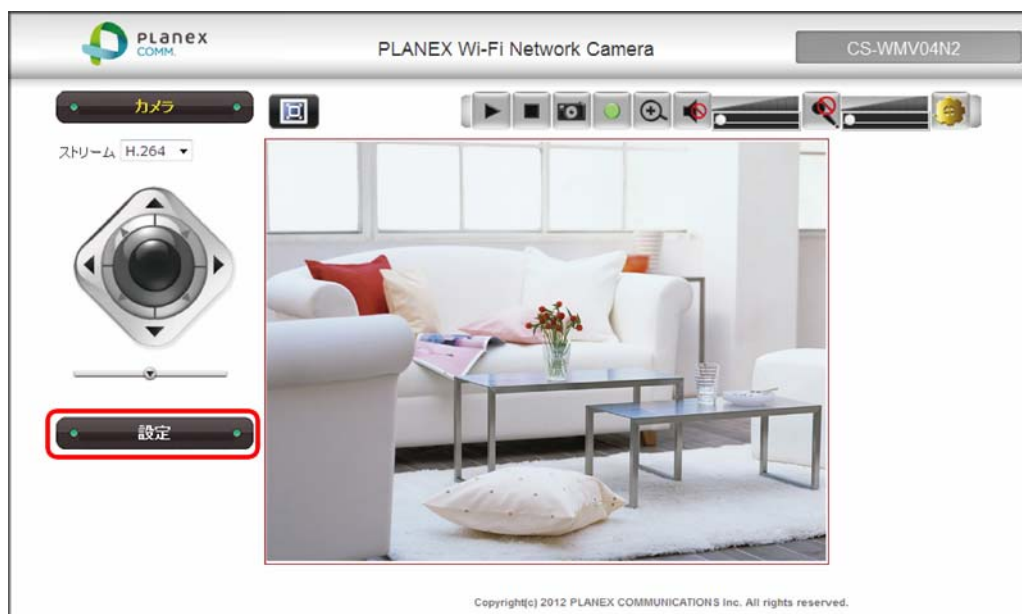 PLANEX
COMM.
PLANEX Wi-Fi Network Camera
CS-WMV04N2
カメラ
ストリーム H.264
設定
Copyright(c) 2012 PLANEX COMMUNICATIONS Inc. All rights reserved.